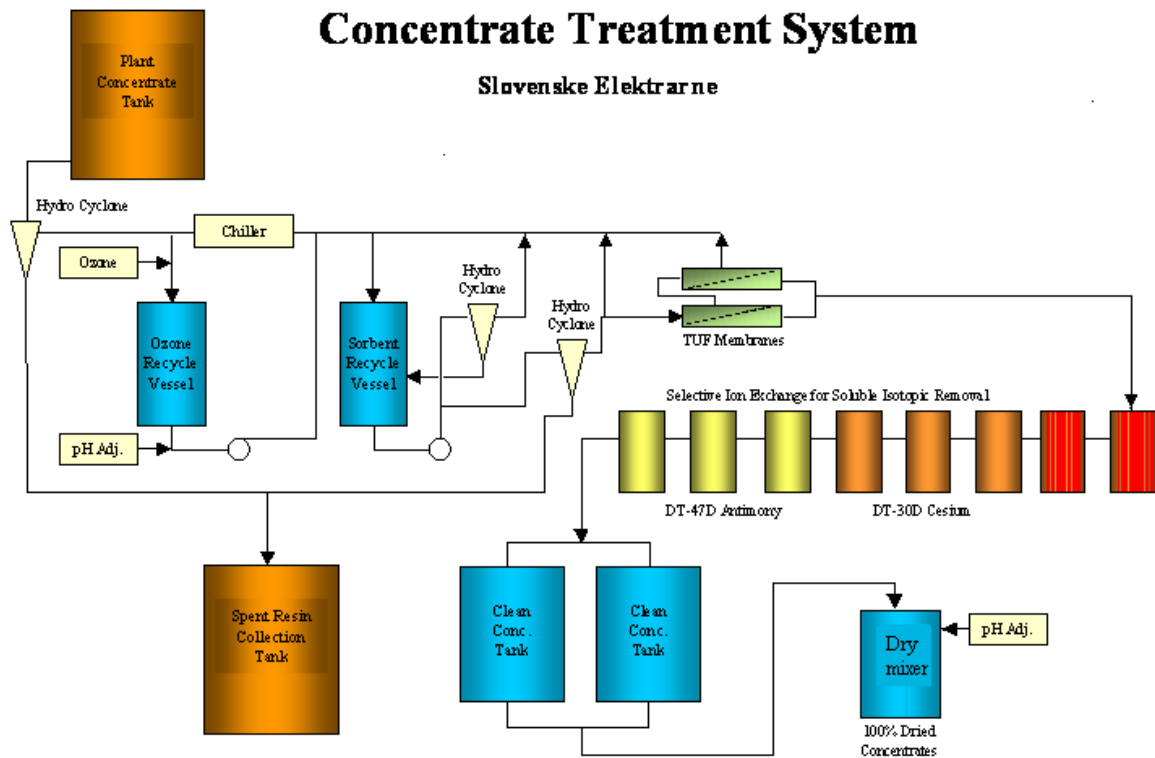 Concentrate Treatment System
Slovenske Elektrarne
Plant
Concentrate
Tank
Hydro Cyclone
Chiller
Ozone
Hydro
Cyclone
Hydro
Cyclone
Ozone
Recycle
Vessel
Sorbent
Recycle
Vessel
TUF Membranes
Selective Ion Exchange for Soluble Isotopic Removal
pH Adj.
DT-47D Antimony
DT-30D Cesium
Spent Resin
Collection
Tank
Clean
Conc.
Tank
Clean
Conc.
Tank
Dry
mixer
pH Adj.
100% Dried
Concentrates